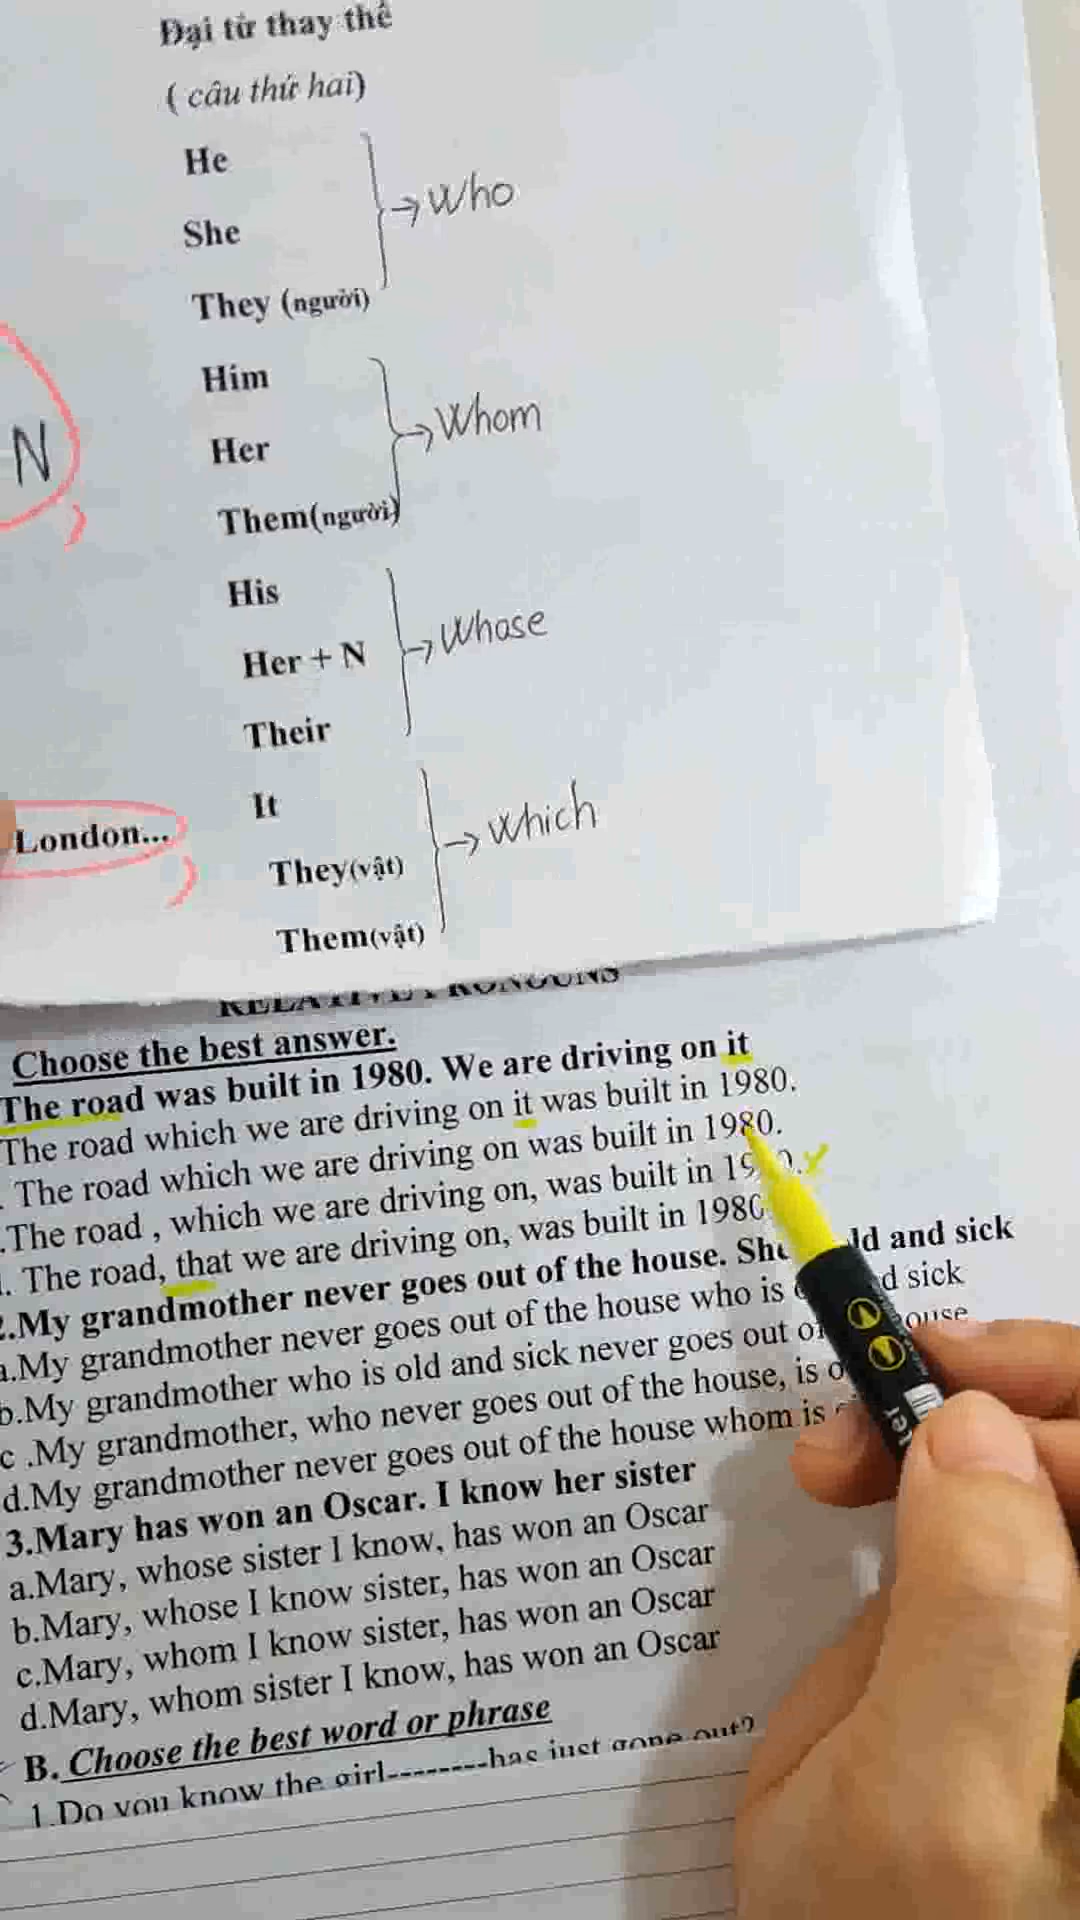 Đại từ thay thế
( câu thứ hai)
He
She
They (người)
→ Who
Him
Her
Them(người)
→ Whom
N
His
Her + N
Their
→ Whose
It
They(vật)
Them(vật)
→ Which
London...
RELATIVE PRONOUNS
Choose the best answer.
The road was built in 1980. We are driving on it
The road which we are driving on it was built in 1980.
. The road which we are driving on was built in 1980.
.The road , which we are driving on, was built in
. The road, that we are driving on, was built in 1980
2.My grandmother never goes out of the house. She old and sick
a.My grandmother never goes out of the house who is sick
b.My grandmother who is old and sick never goes out of house
c .My grandmother, who never goes out of the house, is
d.My grandmother never goes out of the house whom is
3.Mary has won an Oscar. I know her sister
a.Mary, whose sister I know, has won an Oscar
b.Mary, whose I know sister, has won an Oscar
c.Mary, whom I know sister, has won an Oscar
d.Mary, whom sister I know, has won an Oscar
B. Choose the best word or phrase
1.Do you know the girl--------has just gone out?